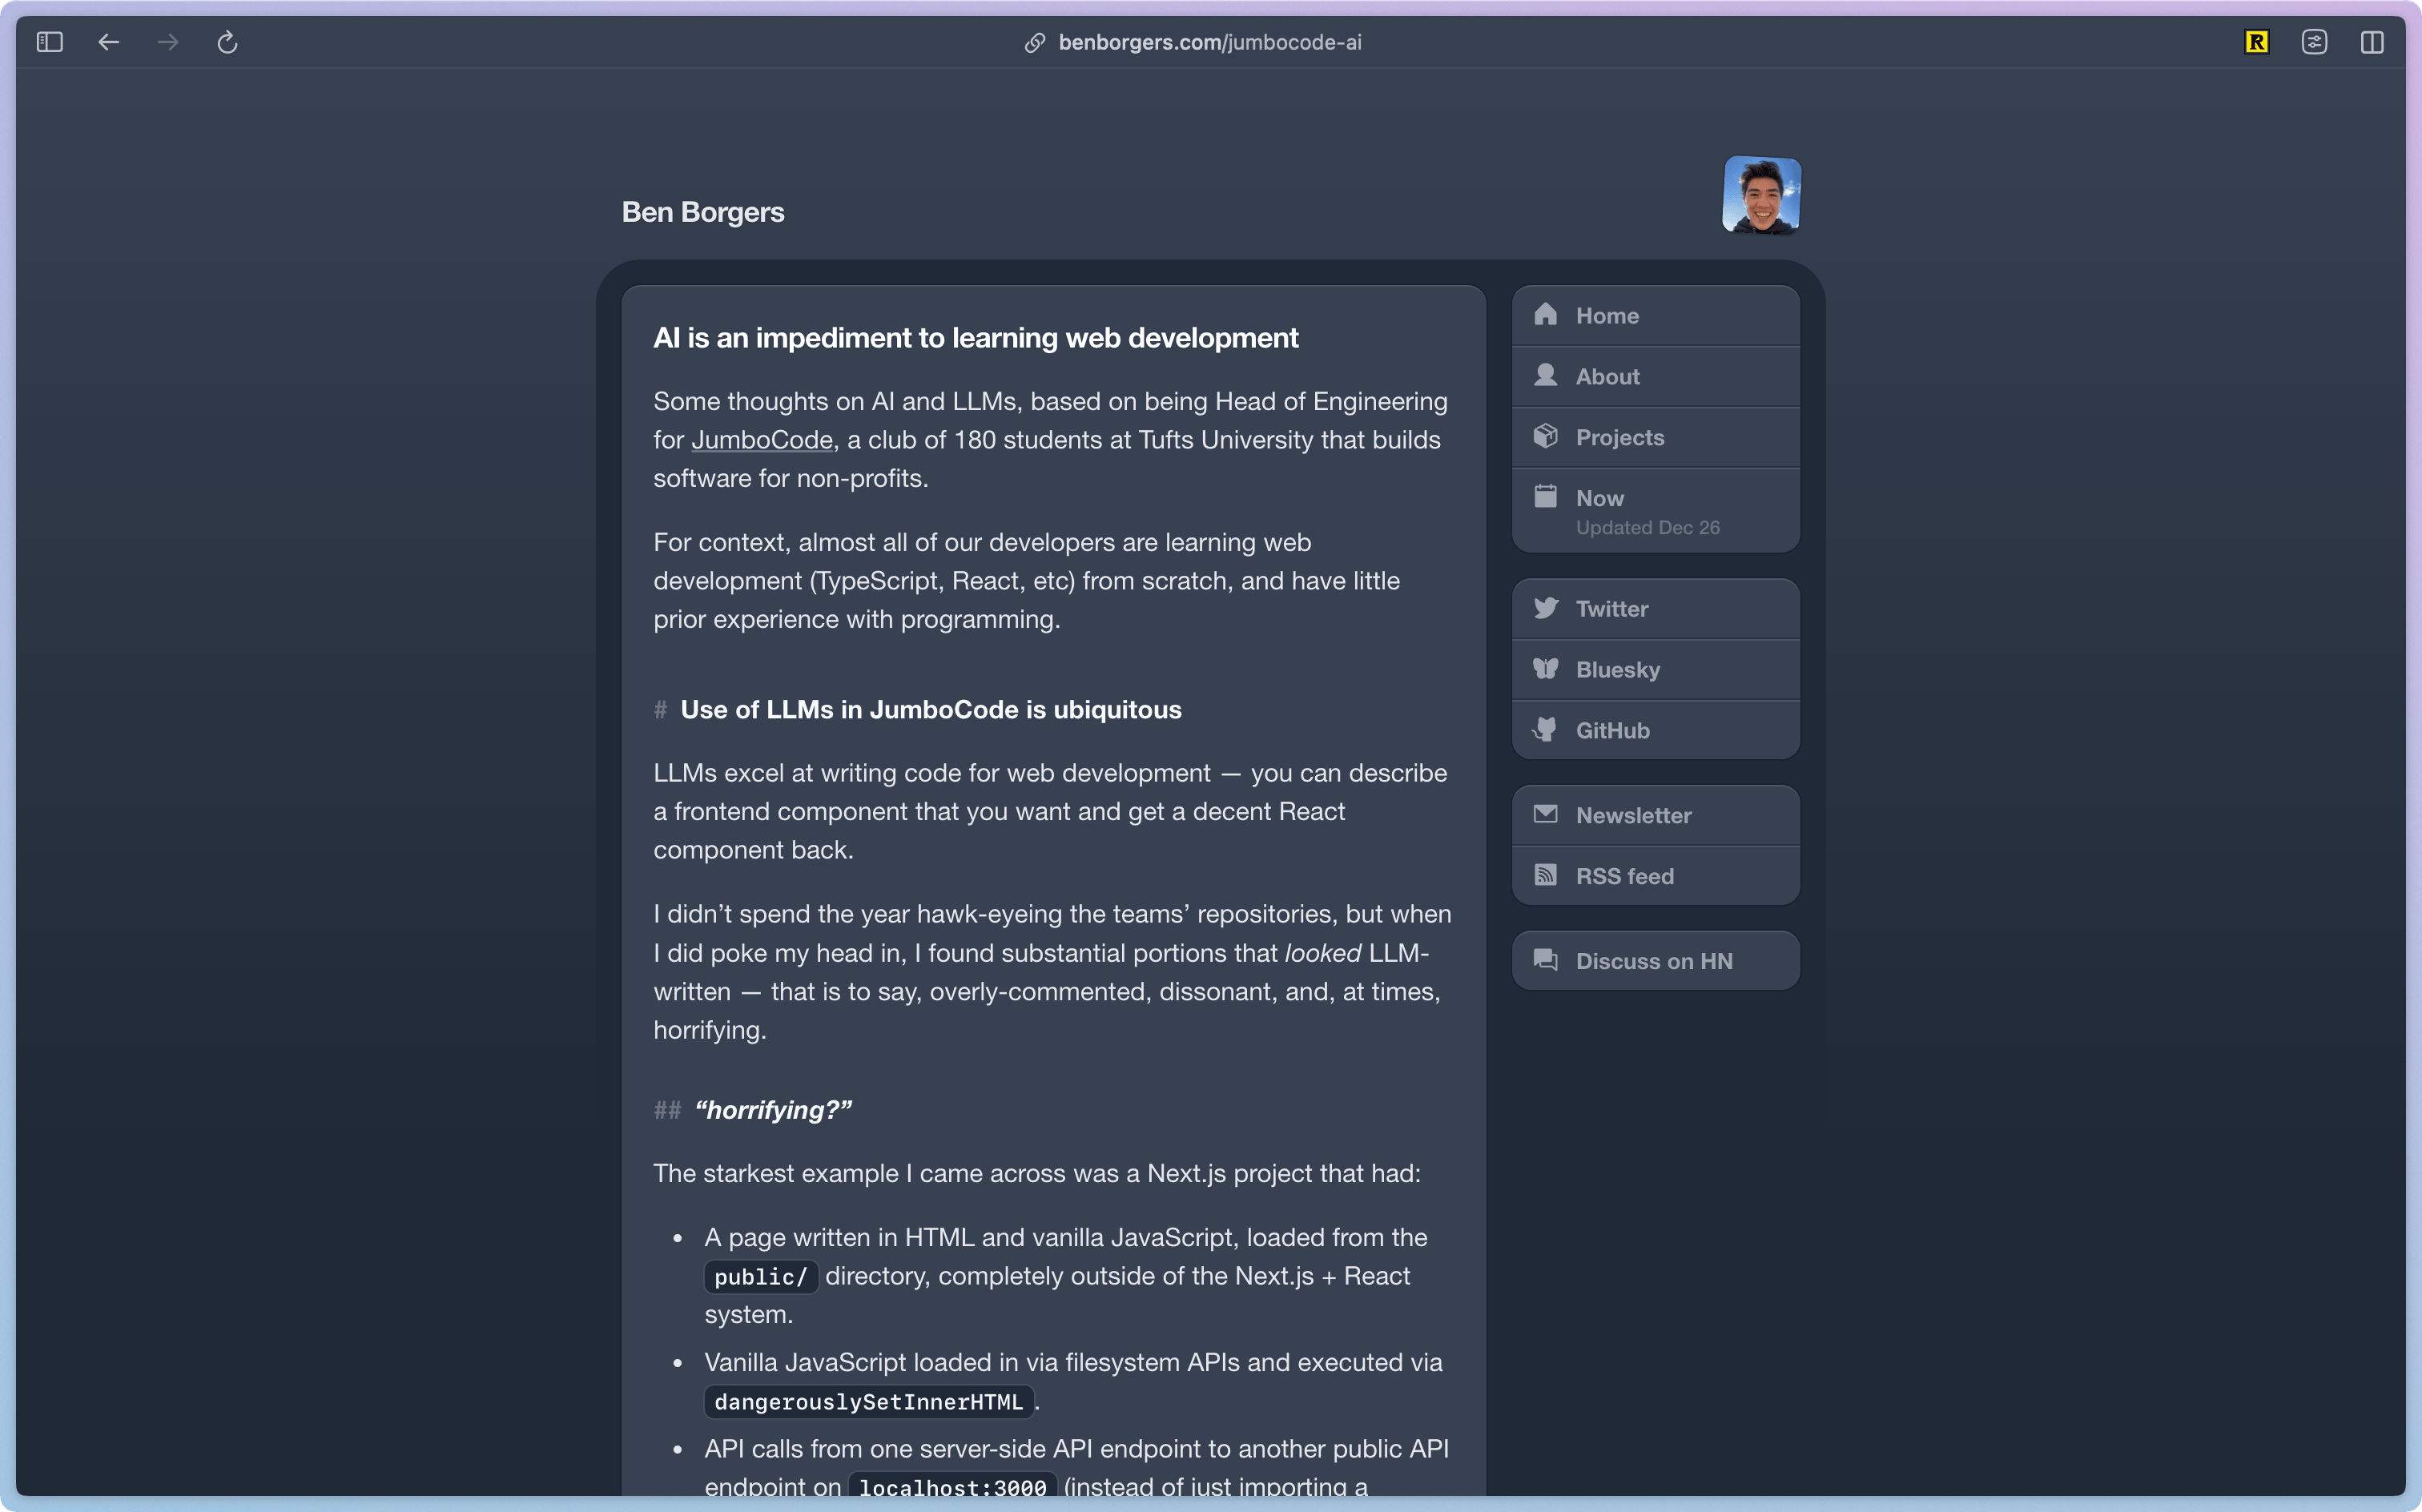 benborgers.com/jumbocode-ai
R
Ben Borgers
AI is an impediment to learning web development
Some thoughts on AI and LLMs, based on being Head of Engineering
for JumboCode, a club of 180 students at Tufts University that builds
software for non-profits.
For context, almost all of our developers are learning web
development (TypeScript, React, etc) from scratch, and have little
prior experience with programming.
# Use of LLMs in JumboCode is ubiquitous
LLMs excel at writing code for web development — you can describe
a frontend component that you want and get a decent React
component back.
I didn’t spend the year hawk-eyeing the teams’ repositories, but when
I did poke my head in, I found substantial portions that looked LLM-
written — that is to say, overly-commented, dissonant, and, at times,
horrifying.
## “horrifying?”
The starkest example I came across was a Next.js project that had:
• A page written in HTML and vanilla JavaScript, loaded from the
public/ directory, completely outside of the Next.js + React
system.
• Vanilla JavaScript loaded in via filesystem APIs and executed via
dangerouslySetInnerHTML.
• API calls from one server-side API endpoint to another public API
endpoint on localhost:3000 (instead of just importing a
Home
About
Projects
Now
Updated Dec 26
Twitter
Bluesky
GitHub
Newsletter
RSS feed
Discuss on HN